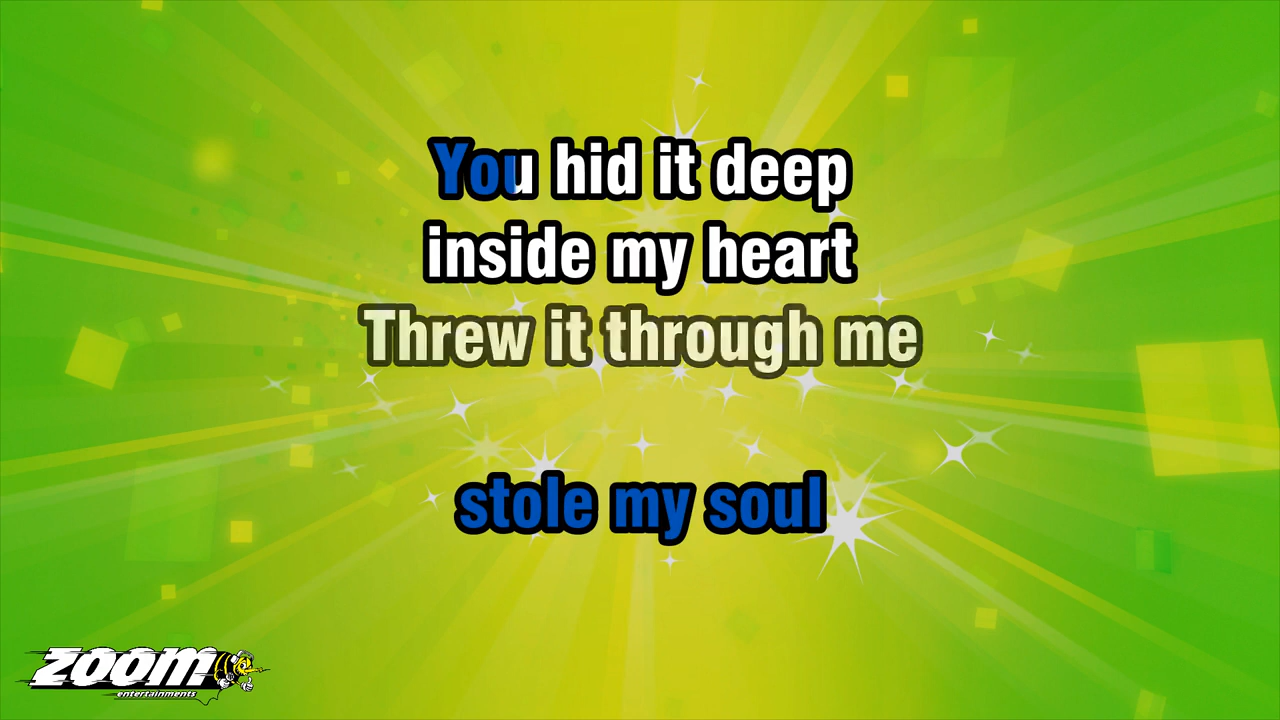 You hid it deep
inside my heart
Threw it through me
stole my soul
zoom
entertainments